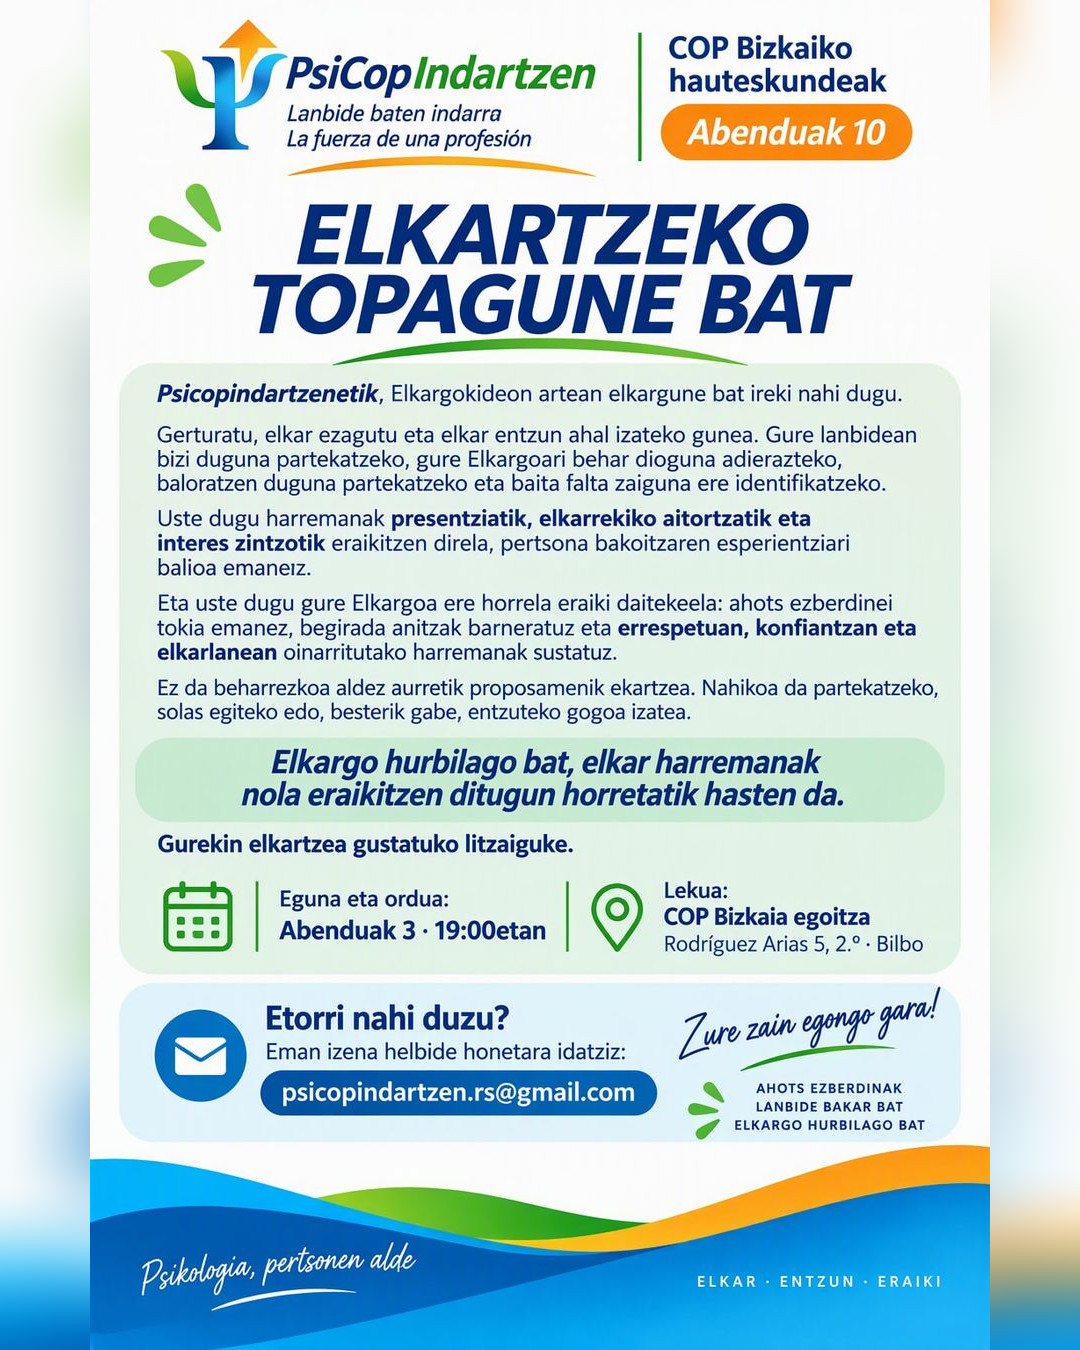 PsiCopIndartzen
Lanbide baten indarra
La fuerza de una profesión
COP Bizkaiko
hauteskundeak
Abenduak 10
ELKARTZEKO
TOPAGUNE BAT
Psicopindartzenetik, Elkargokideon artean elkargune bat ireki nahi dugu.
Gerturatu, elkar ezagutu eta elkar entzun ahal izateko gunea. Gure lanbidean
bizi duguna partekatzeko, gure Elkargoari behar dioguna adierazteko,
baloratzen duguna partekatzeko eta baita falta zaiguna ere identifikatzeko.
Uste dugu harremanak presentziatik, elkarrekiko aitortzatik eta
interes zintzotik eraikitzen direla, pertsona bakoitzaren esperientziari
balioa emaneız.
Eta uste dugu gure Elkargoa ere horrela eraiki daitekeela: ahots ezberdinei
tokia emanez, begirada anitzak barneratuz eta errespetuan, konfiantzan eta
elkarlanean oinarritutako harremanak sustatuz.
Ez da beharrezkoa aldez aurretik proposamenik ekartzea. Nahikoa da partekatzeko,
solas egiteko edo, besterik gabe, entzuteko gogoa izatea.
Elkargo hurbilago bat, elkar harremanak
nola eraikitzen ditugun horretatik hasten da.
Gurekin elkartzea gustatuko litzaiguke.
Eguna eta ordua:
Abenduak 3 · 19:00etan
Lekua:
COP Bizkaia egoitza
Rodríguez Arias 5, 2.º · Bilbo
Etorri nahi duzu?
Eman izena helbide honetara idatziz:
psicopindartzen.rs@gmail.com
Zure zain egongo gara!
AHOTS EZBERDINAK
LANBIDE BAKAR BAT
ELKARGO HURBILAGO BAT
Psikologia, pertsonen alde
ELKAR · ENTZUN · ERAIKI